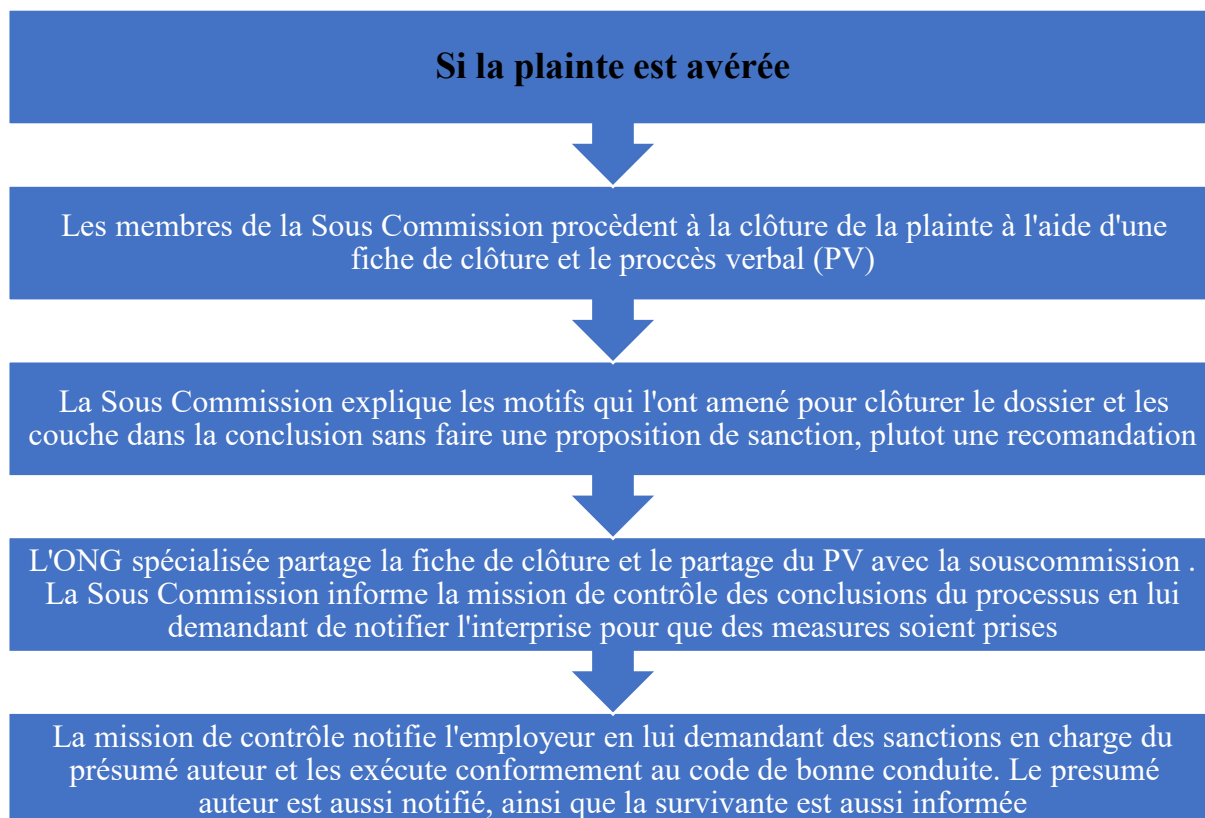 Si la plainte est avérée
Les membres de la Sous Commission procèdent à la clôture de la plainte à l'aide d'une
fiche de clôture et le proccès verbal (PV)
La Sous Commission explique les motifs qui l'ont amené pour clôturer le dossier et les
couche dans la conclusion sans faire une proposition de sanction, plutot une recomandation
L'ONG spécialisée partage la fiche de clôture et le partage du PV avec la souscommission .
La Sous Commission informe la mission de contrôle des conclusions du processus en lui
demandant de notifier l'interprise pour que des measures soient prises
La mission de contrôle notifie l'employeur en lui demandant des sanctions en charge du
présumé auteur et les exécute conformement au code de bonne conduite. Le presumé
auteur est aussi notifié, ainsi que la survivante est aussi informée